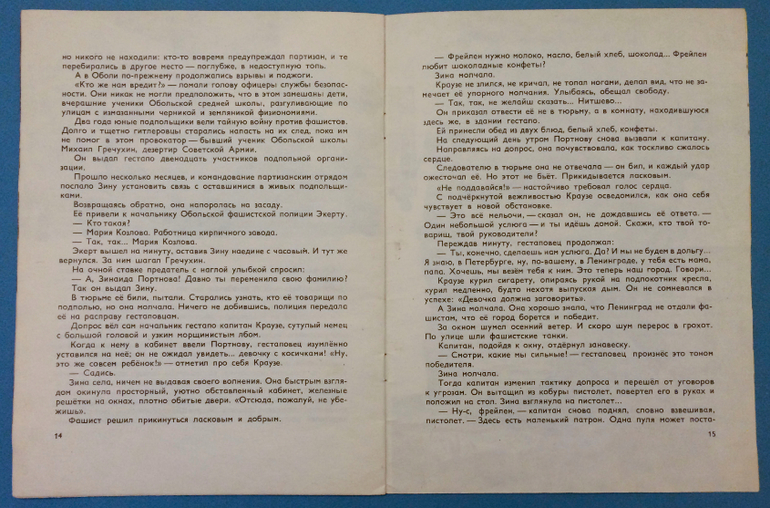 но никого не находили: кто-то вовремя предупреждал партизан, и те
перебирались в другое место — поглубже, в недоступную топь.
А в Оболи по-прежнему продолжались взрывы и поджоги.
«Кто же нам вредит?» — ломали голову офицеры службы безопас-
ности. Они никак не могли предположить, что в этом замешаны дети,
вчерашние ученики Обольской средней школы, разгуливающие по
улицам с измазанными черникой и земляникой физиономиями.
Два года юные подпольщики вели тайную войну против фашистов.
Долго и тщетно гитлеровцы старались напасть на их след, пока им
не помог в этом провокатор — бывший ученик Обольской школы
Михаил Гречухин, дезертир Советской Армии.
Он выдал гестапо двенадцать участников подпольной органи-
зации.
Прошло несколько месяцев, и командование партизанским отрядом
послало Зину установить связь с оставшимися в живых подпольщи-
ками.
Возвращаясь обратно, она напоролась на засаду.
Её привели к начальнику Обольской фашистской полиции Экерту.
— Кто такая?
— Мария Козлова. Работница кирпичного завода.
— Так, так... Мария Козлова.
Экерт вышел на минуту, оставив Зину наедине с часовым. И тут же
вернулся. За ним шагал Гречухин.
На очной ставке предатель с наглой улыбкой спросил:
— А, Зинаида Портнова! Давно ты переменила свою фамилию?
Так он выдал Зину.
В тюрьме её били, пытали. Старались узнать, кто её товарищи по
подполью, но она молчала. Ничего не добившись, полиция передала
её на расправу гестаповцам.
Допрос вёл сам начальник гестапо капитан Краузе, сутулый немец
с большой головой и узким морщинистым лбом.
Когда к нему в кабинет ввели Портнову, гестаповец изумлённо
уставился на неё: он не ожидал увидеть... девочку с косичками! «Ну,
это же совсем ребёнок!» — отметил про себя Краузе.
— Садись.
Зина села, ничем не выдавая своего волнения. Она быстрым взгля-
дом окинула просторный, уютно обставленный кабинет, железные
решётки на окнах, плотно обитые двери. «Отсюда, пожалуй, не убе-
жишь».
Фашист решил прикинуться ласковым и добрым.
14
— Фрейлен нужно молоко, масло, белый хлеб, шоколад... Фрейлен
любит шоколадные конфеты?
Зина молчала.
Краузе не злился, не кричал, не топал ногами, делал вид, что не за-
мечает её упорного молчания. Улыбаясь, обещал свободу.
— Так, так, не желайш сказать... Нитшево...
Он приказал отвести её не в тюрьму, а в комнату, находившуюся
здесь же, в здании гестапо.
Ей принесли обед из двух блюд, белый хлеб, конфеты.
На следующий день утром Портнову снова вызвали к капитану.
Направляясь на допрос, она почувствовала, как тоскливо сжалось
сердце.
Следователю в тюрьме она не отвечала — он бил, и каждый удар
ожесточал её. Но этот не бьёт. Прикидывается ласковым.
«Не поддавайся!» — настойчиво требовал голос сердца.
С подчёркнутой вежливостью Краузе осведомился, как она себя
чувствует в новой обстановке.
— Это всё мелочьи, — сказал он, не дождавшись её ответа. —
Один небольшой услюга — и ты идёшь домой. Скажи, кто твой то-
варищ, твой руководители?
Переждав минуту, гестаповец продолжал:
— Ты, конечно, сделаешь нам услюга. Да? И мы не будем в дольгу...
Я знаю, в Петербурге, ну, по-вашему, в Ленинграде, у тебя есть мама,
папа. Хочешь, мы везём тебя к ним. Это теперь наш город. Говори...
Краузе курил сигарету, опираясь рукой на подлокотник кресла,
курил медленно, будто нехотя выпуская дым. Он не сомневался в
успехе: «Девочка должна заговорить».
А Зина молчала. Она хорошо знала, что Ленинград не отдали фа-
шистам, что её город борется и победит.
За окном шумел осенний ветер. И скоро шум перерос в грохот.
По улице шли фашистские танки.
Капитан, подойдя к окну, отдёрнул занавеску.
— Смотри, какие мы сильные! — гестаповец произнёс это тоном
победителя.
Зина молчала.
Тогда капитан изменил тактику допроса и перешёл от уговоров
к угрозам. Он вытащил из кобуры пистолет, повертел его в руках и
положил на стол. Зина взглянула на пистолет...
— Ну-с, фрейлен, — капитан снова поднял, словно взвешивая,
пистолет. — Здесь есть маленький патрон. Одна пуля может поста-
15